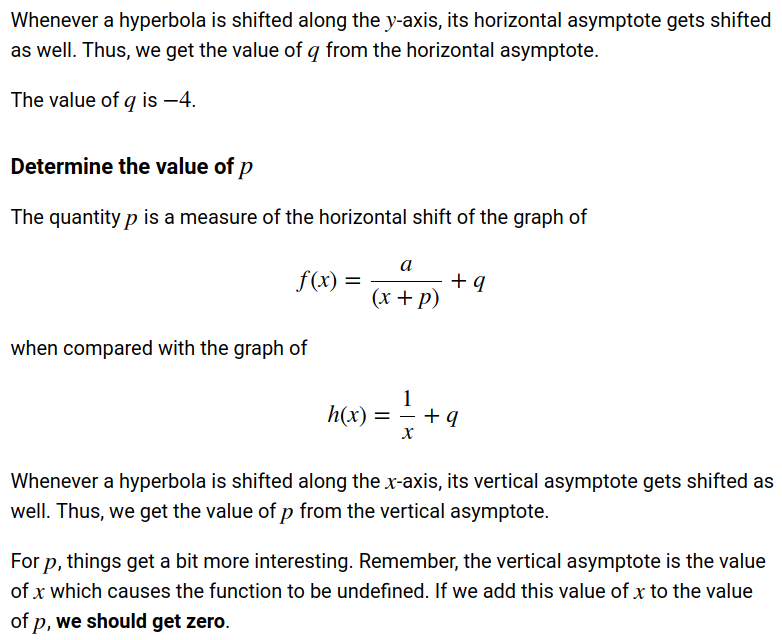 Whenever a hyperbola is shifted along the y-axis, its horizontal asymptote gets shifted
as well. Thus, we get the value of q from the horizontal asymptote.
The value of q is −4.
Determine the value of p
The quantity p is a measure of the horizontal shift of the graph of
f(x) = a / (x + p) + q
when compared with the graph of
h(x) = 1 / x + q
Whenever a hyperbola is shifted along the x-axis, its vertical asymptote gets shifted as
well. Thus, we get the value of p from the vertical asymptote.
For p, things get a bit more interesting. Remember, the vertical asymptote is the value
of x which causes the function to be undefined. If we add this value of x to the value
of p, we should get zero.